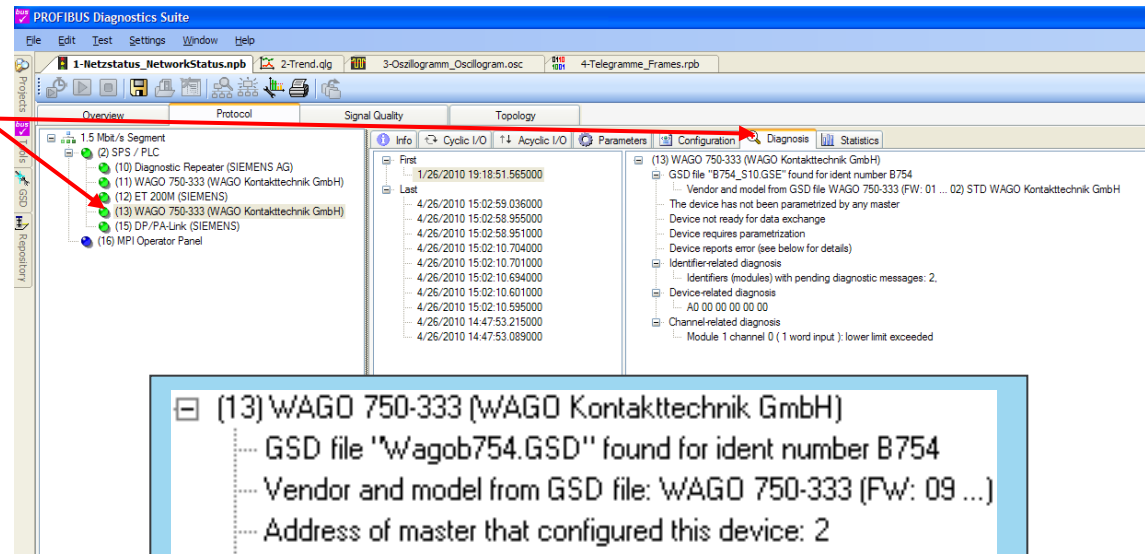 PROFIBUS Diagnostics Suite
File Edit Test Settings Window Help
1-Netzstatus_NetworkStatus.npb 2-Trend.qlg 3-Oszillogramm_Oscillogram.osc 4-Telegramme_Frames.rpb
Projects
Tools
GSD
Repository
Overview Protocol Signal Quality Topology
1.5 Mbit/s Segment
(2) SPS / PLC
(10) Diagnostic Repeater (SIEMENS AG)
(11) WAGO 750-333 (WAGO Kontakttechnik GmbH)
(12) ET 200M (SIEMENS)
(13) WAGO 750-333 (WAGO Kontakttechnik GmbH)
(15) DP/PA-Link (SIEMENS)
(16) MPI Operator Panel
Info Cyclic I/O Acyclic I/O Parameters Configuration Diagnosis Statistics
First
1/26/2010 19:18:51.565000
Last
4/26/2010 15:02:59.036000
4/26/2010 15:02:58.955000
4/26/2010 15:02:58.951000
4/26/2010 15:02:10.704000
4/26/2010 15:02:10.701000
4/26/2010 15:02:10.694000
4/26/2010 15:02:10.601000
4/26/2010 15:02:10.595000
4/26/2010 14:47:53.215000
4/26/2010 14:47:53.089000
(13) WAGO 750-333 (WAGO Kontakttechnik GmbH)
GSD file "B754_S10.GSE" found for ident number B754
Vendor and model from GSD file WAGO 750-333 (FW: 01 ... 02) STD WAGO Kontakttechnik GmbH
The device has not been parametrized by any master
Device not ready for data exchange
Device requires parametrization
Device reports error (see below for details)
Identifier-related diagnosis
Identifiers (modules) with pending diagnostic messages: 2,
Device-related diagnosis
A0 00 00 00 00 00
Channel-related diagnosis
Module 1 channel 0 ( 1 word input ): lower limit exceeded
(13) WAGO 750-333 (WAGO Kontakttechnik GmbH)
GSD file "Wagob754.GSD" found for ident number B754
Vendor and model from GSD file: WAGO 750-333 (FW: 09 ...)
Address of master that configured this device: 2